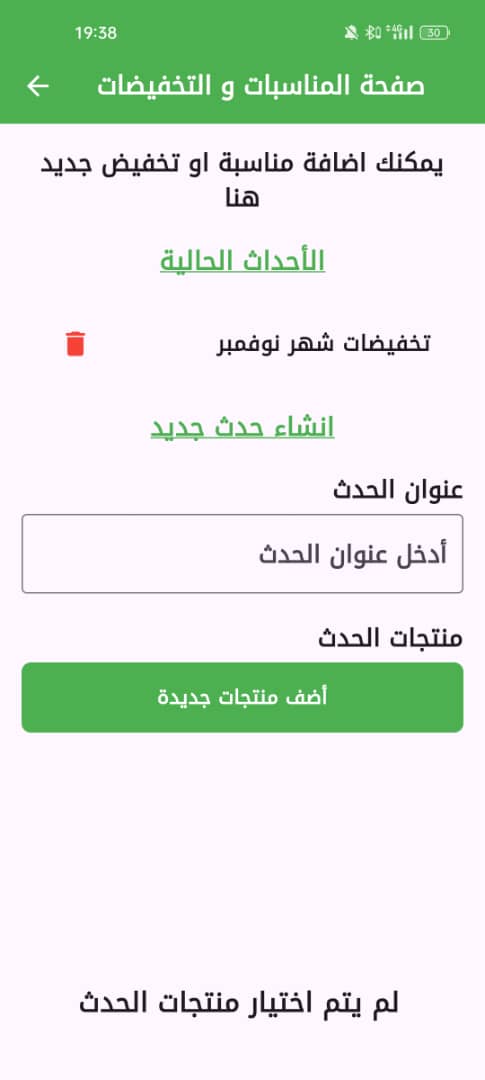 19:38
4G
30
صفحة المناسبات و التخفيضات
يمكنك اضافة مناسبة او تخفيض جديد
هنا
الأحداث الحالية
تخفيضات شهر نوفمبر
انشاء حدث جديد
عنوان الحدث
أدخل عنوان الحدث
منتجات الحدث
أضف منتجات جديدة
لم يتم اختيار منتجات الحدث